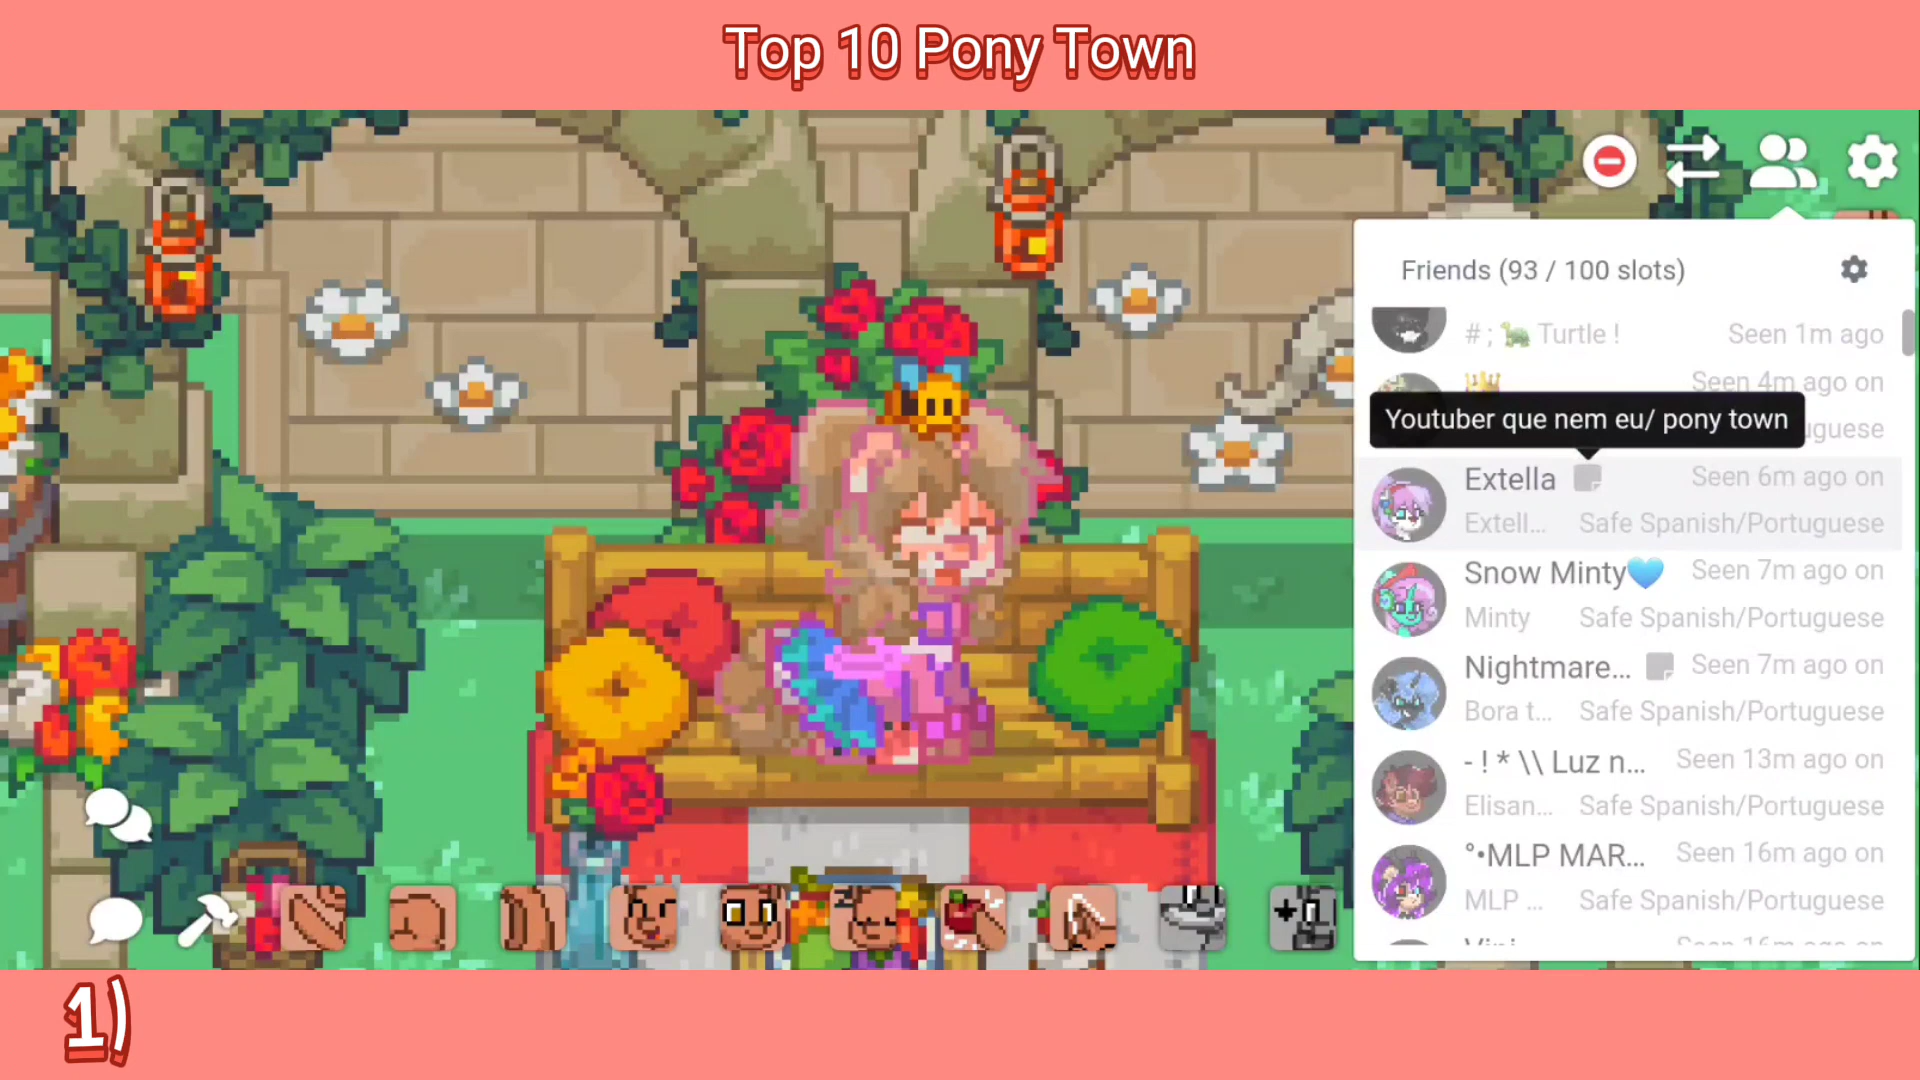 Top 10 Pony Town
Friends (93 / 100 slots)
# ; 🐢 Turtle ! Seen 1m ago
👑 Seen 4m ago on
Youtuber que nem eu/ pony town
Extella Seen 6m ago on
Extell... Safe Spanish/Portuguese
Snow Minty💙 Seen 7m ago on
Minty Safe Spanish/Portuguese
Nightmare... Seen 7m ago on
Bora t... Safe Spanish/Portuguese
- ! * \\ Luz n... Seen 13m ago on
Elisan... Safe Spanish/Portuguese
°•MLP MAR... Seen 16m ago on
MLP ... Safe Spanish/Portuguese
1)